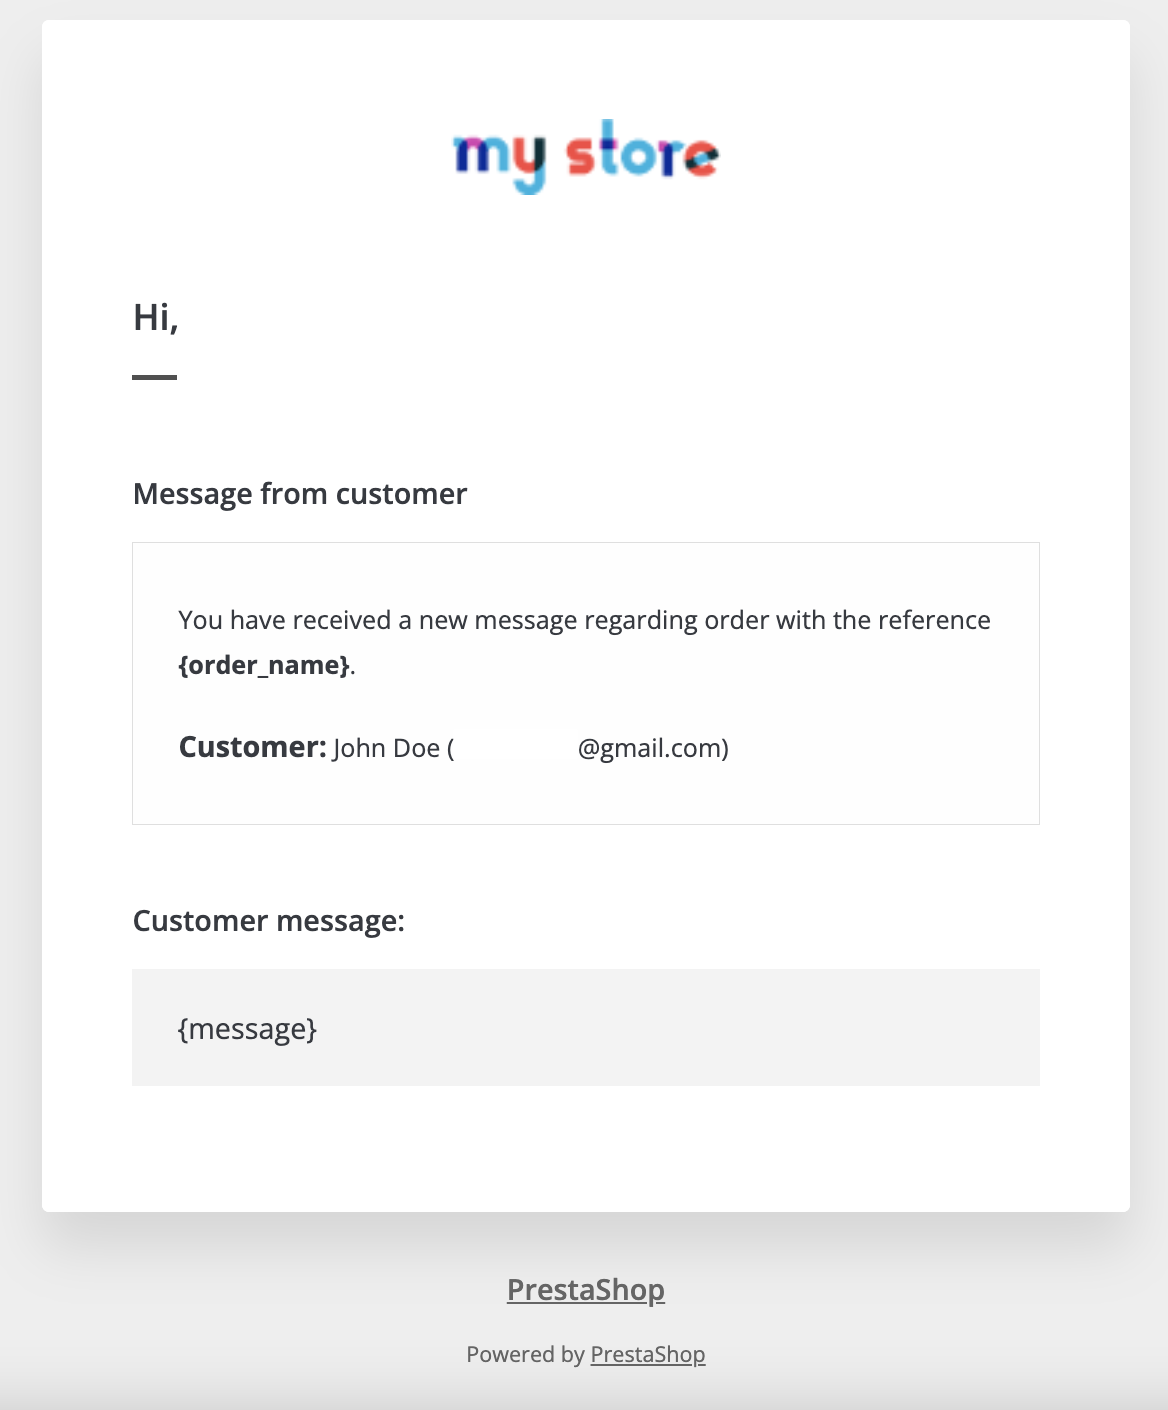 my store
Hi,
Message from customer
You have received a new message regarding order with the reference
{order_name}.
Customer: John Doe ( @gmail.com)
Customer message:
{message}
PrestaShop
Powered by PrestaShop